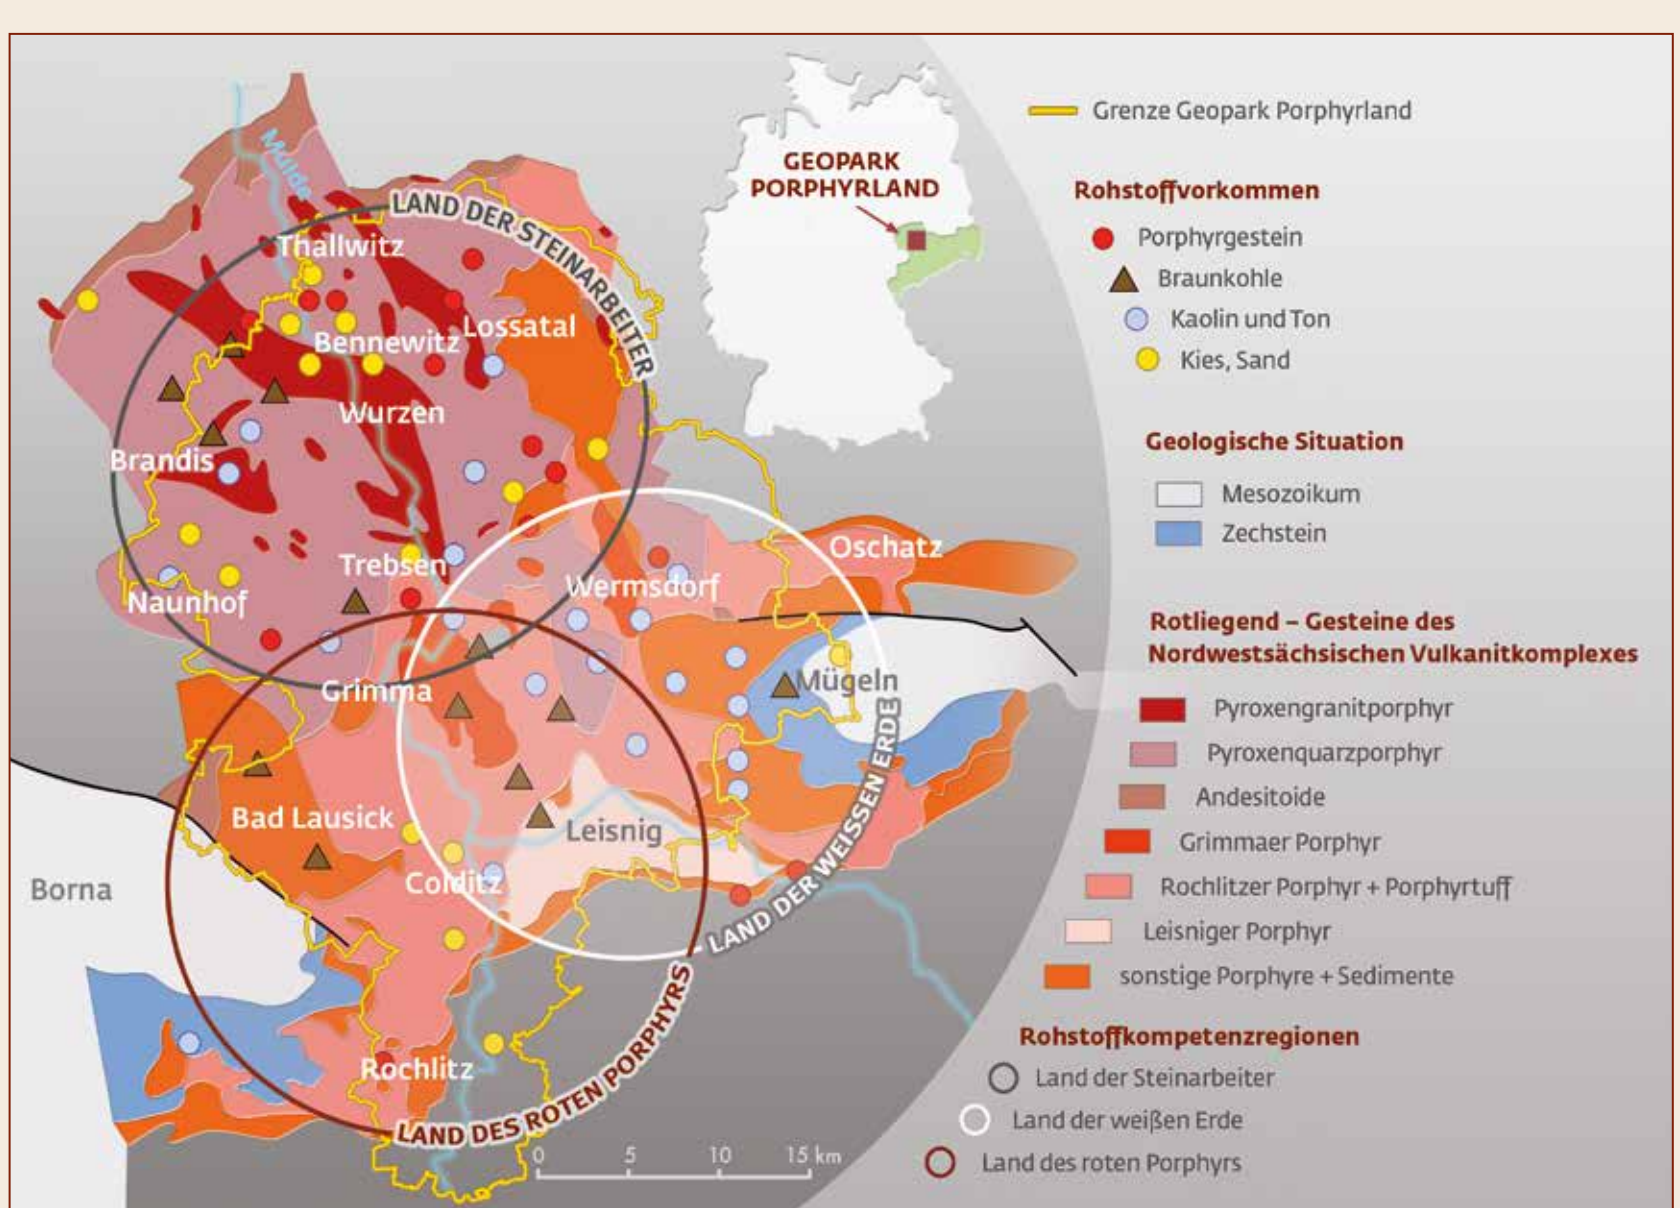 Mulde
LAND DER STEINARBEITER
Thallwitz
Bennewitz
Lossatal
Wurzen
Brandis
Trebsen
Naunhof
Wermsdorf
Oschatz
Grimma
Mügeln
Bad Lausick
Leisnig
Borna
Colditz
Rochlitz
LAND DER WEISSEN ERDE
LAND DES ROTEN PORPHYRS
0 5 10 15 km
GEOPARK
PORPHYRLAND
Grenze Geopark Porphyrland
Rohstoffvorkommen
Porphyrgestein
Braunkohle
Kaolin und Ton
Kies, Sand
Geologische Situation
Mesozoikum
Zechstein
Rotliegend – Gesteine des
Nordwestsächsischen Vulkanitkomplexes
Pyroxengranitporphyr
Pyroxenquarzporphyr
Andesitoide
Grimmaer Porphyr
Rochlitzer Porphyr + Porphyrtuff
Leisniger Porphyr
sonstige Porphyre + Sedimente
Rohstoffkompetenzregionen
Land der Steinarbeiter
Land der weißen Erde
Land des roten Porphyrs